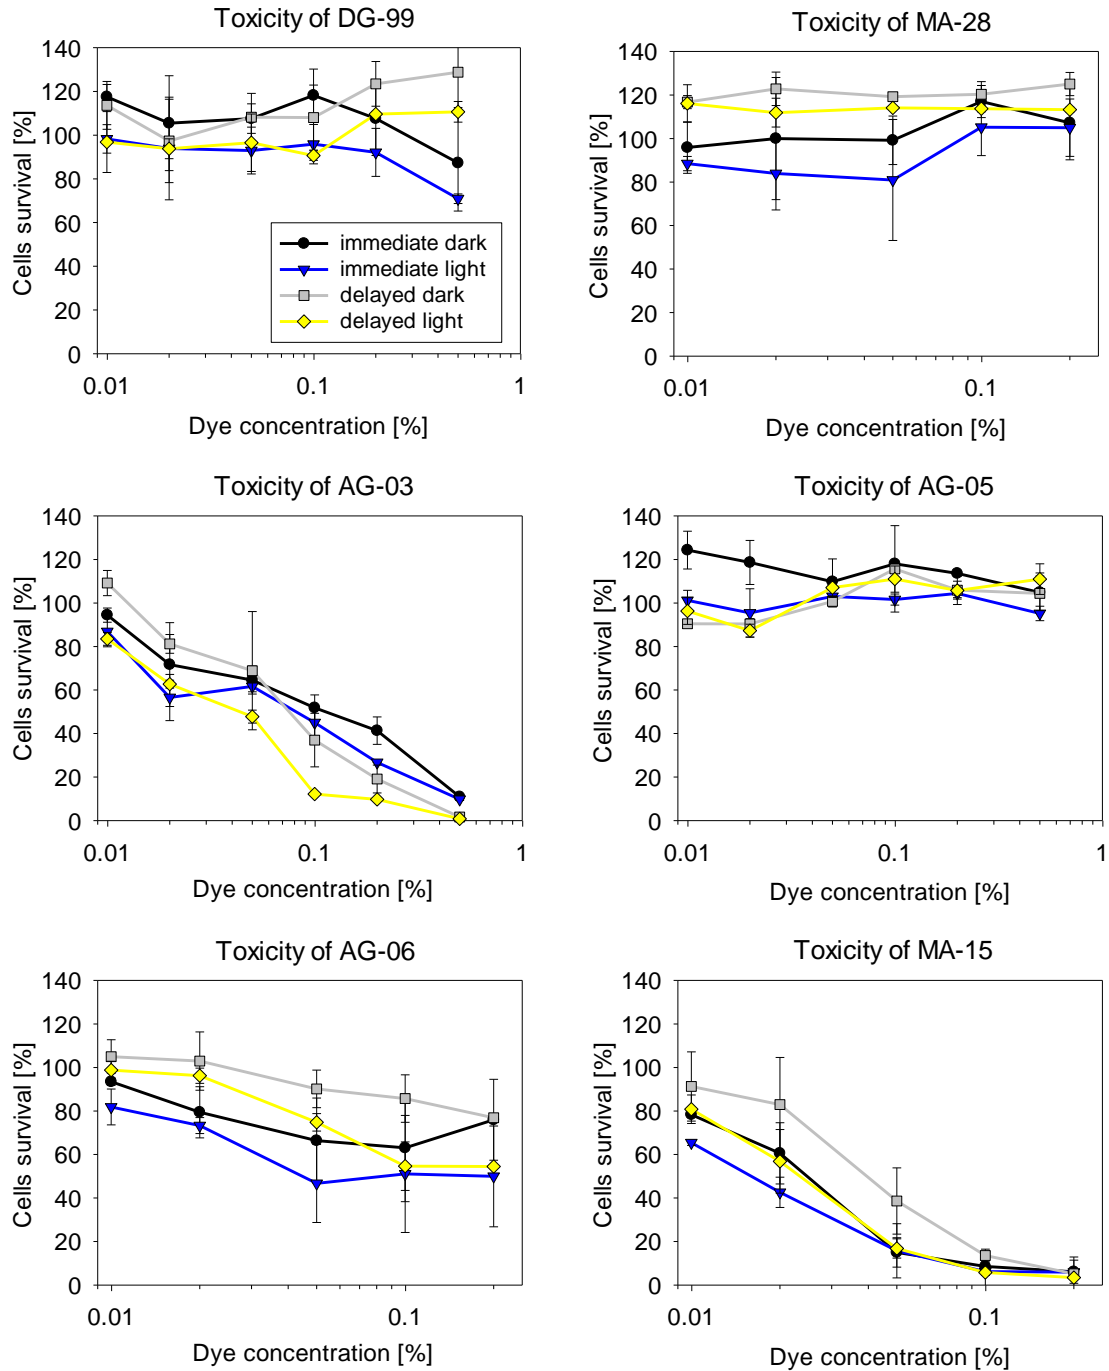 Toxicity of DG-99
Cells survival [%]
140
120
100
80
60
40
20
0
immediate dark
immediate light
delayed dark
delayed light
0.01
0.1
1
Dye concentration [%]
Toxicity of MA-28
Cells survival [%]
140
120
100
80
60
40
20
0
0.01
0.1
Dye concentration [%]
Toxicity of AG-03
Cells survival [%]
140
120
100
80
60
40
20
0
0.01
0.1
1
Dye concentration [%]
Toxicity of AG-05
Cells survival [%]
140
120
100
80
60
40
20
0
0.01
0.1
1
Dye concentration [%]
Toxicity of AG-06
Cells survival [%]
140
120
100
80
60
40
20
0
0.01
0.1
Dye concentration [%]
Toxicity of MA-15
Cells survival [%]
140
120
100
80
60
40
20
0
0.01
0.1
Dye concentration [%]